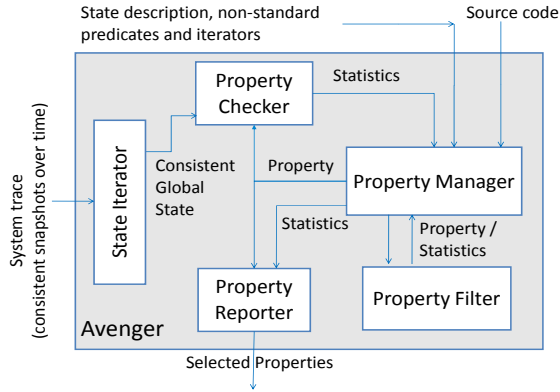 State description, non-standard
predicates and iterators
Source code
Property
Checker
Statistics
System trace
(consistent snapshots over time)
State Iterator
Consistent
Global
State
Property
Property Manager
Statistics
Property /
Statistics
Property
Reporter
Property Filter
Avenger
Selected Properties